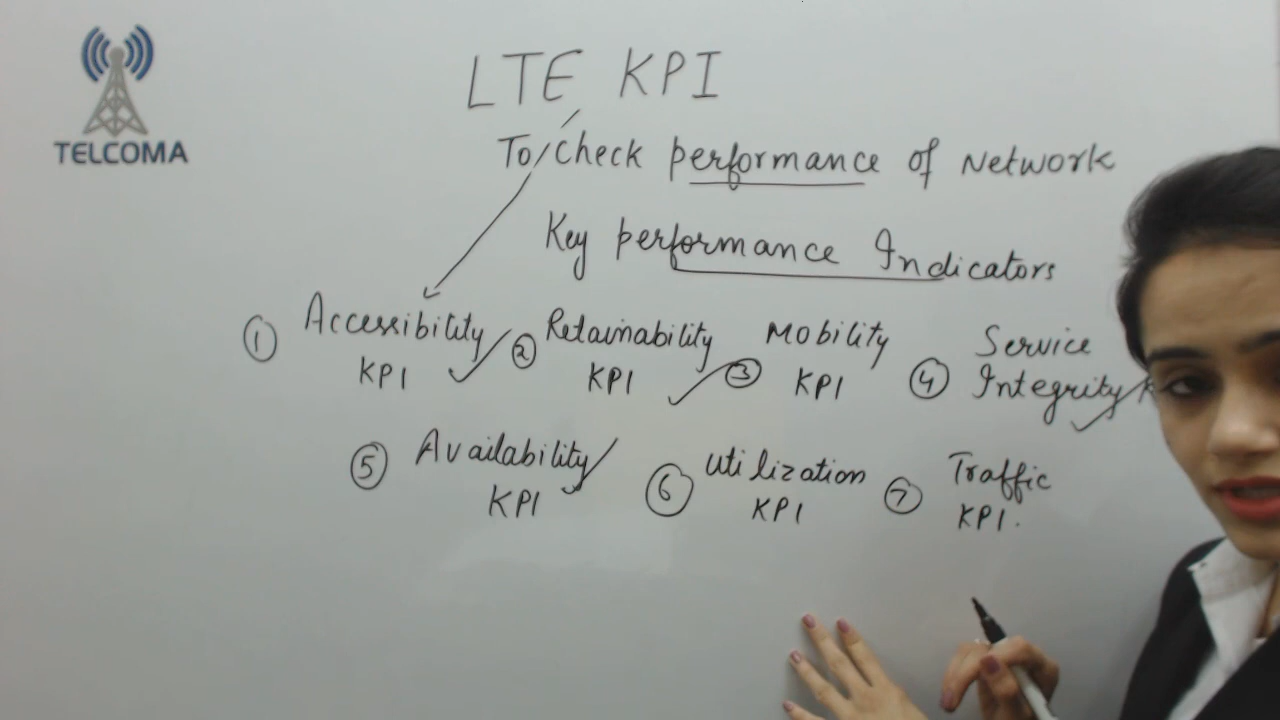 TELCOMA
LTE KPI
To check performance of Network
Key performance Indicators
① Accessibility KPI
② Retainability KPI
③ Mobility KPI
④ Service Integrity K
⑤ Availability KPI
⑥ Utilization KPI
⑦ Traffic KPI.